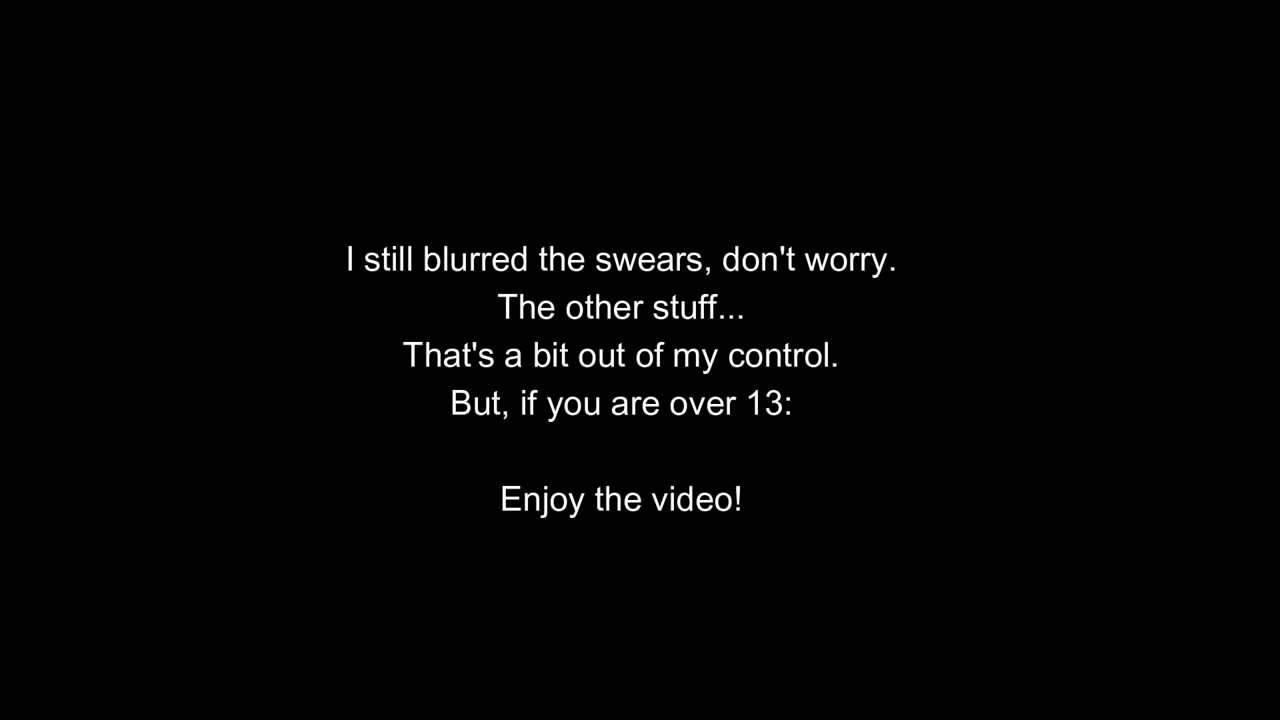 I still blurred the swears, don't worry.
The other stuff...
That's a bit out of my control.
But, if you are over 13:
Enjoy the video!